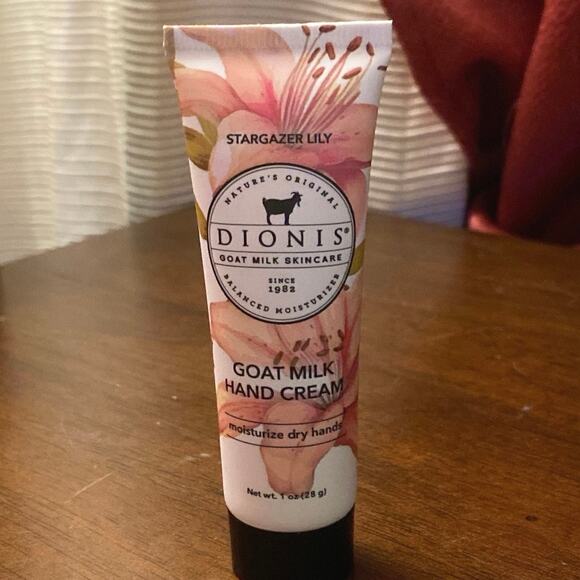 STARGAZER LILY
NATURE'S ORIGINAL
DIONIS®
GOAT MILK SKINCARE
SINCE
1982
BALANCED MOISTURIZER
GOAT MILK
HAND CREAM
moisturize dry hands
Net wt. 1 oz (28 g)